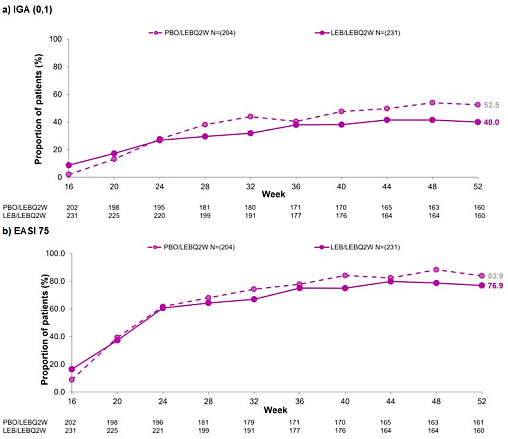 a) IGA (0,1)
PBO/LEBQ2W N=(204) LEB/LEBQ2W N=(231)
Proportion of patients (%)
100
80
60
40
20
0
52.5
40.0
16 20 24 28 32 36 40 44 48 52
Week
PBO/LEBQ2W 202 198 195 181 180 171 170 165 163 160
LEB/LEBQ2W 231 225 220 199 191 177 176 164 164 160
b) EASI 75
PBO/LEBQ2W N=(204) LEB/LEBQ2W N=(231)
Proportion of patients (%)
100.0
80.0
60.0
40.0
20.0
0.0
83.9
76.9
16 20 24 28 32 36 40 44 48 52
Week
PBO/LEBQ2W 202 198 196 181 179 171 170 165 163 161
LEB/LEBQ2W 231 225 221 199 191 177 176 164 164 160